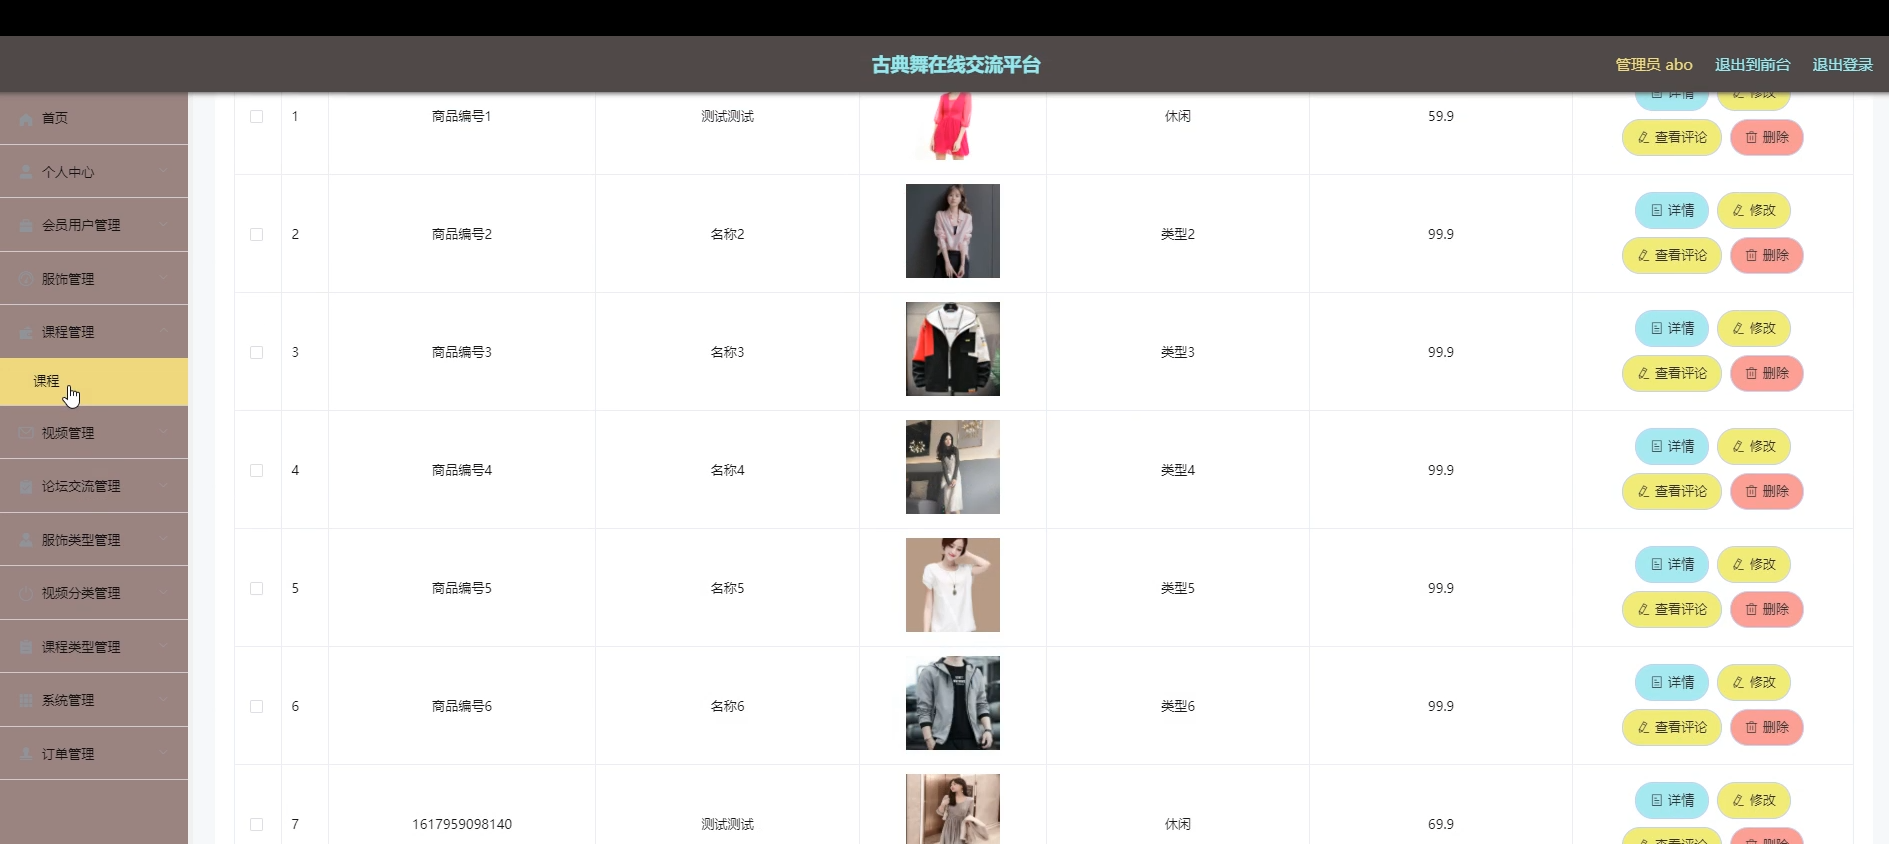 古典舞在线交流平台
管理员 abo
退出到前台
退出登录
首页
个人中心
会员用户管理
服饰管理
课程管理
课程
视频管理
论坛交流管理
服饰类型管理
视频分类管理
课程类型管理
系统管理
订单管理
1 商品编号1 测试测试 休闲 59.9
详情 修改
查看评论 删除
2 商品编号2 名称2 类型2 99.9
详情 修改
查看评论 删除
3 商品编号3 名称3 类型3 99.9
详情 修改
查看评论 删除
4 商品编号4 名称4 类型4 99.9
详情 修改
查看评论 删除
5 商品编号5 名称5 类型5 99.9
详情 修改
查看评论 删除
6 商品编号6 名称6 类型6 99.9
详情 修改
查看评论 删除
7 1617959098140 测试测试 休闲 69.9
详情 修改
查看评论 删除